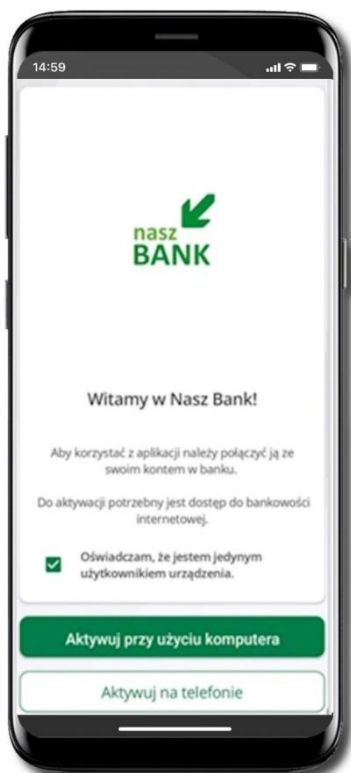 14:59
nasz
BANK
Witamy w Nasz Bank!
Aby korzystać z aplikacji należy połączyć ją ze
swoim kontem w banku.
Do aktywacji potrzebny jest dostęp do bankowości
internetowej.
Oświadczam, że jestem jedynym
użytkownikiem urządzenia.
Aktywuj przy użyciu komputera
Aktywuj na telefonie